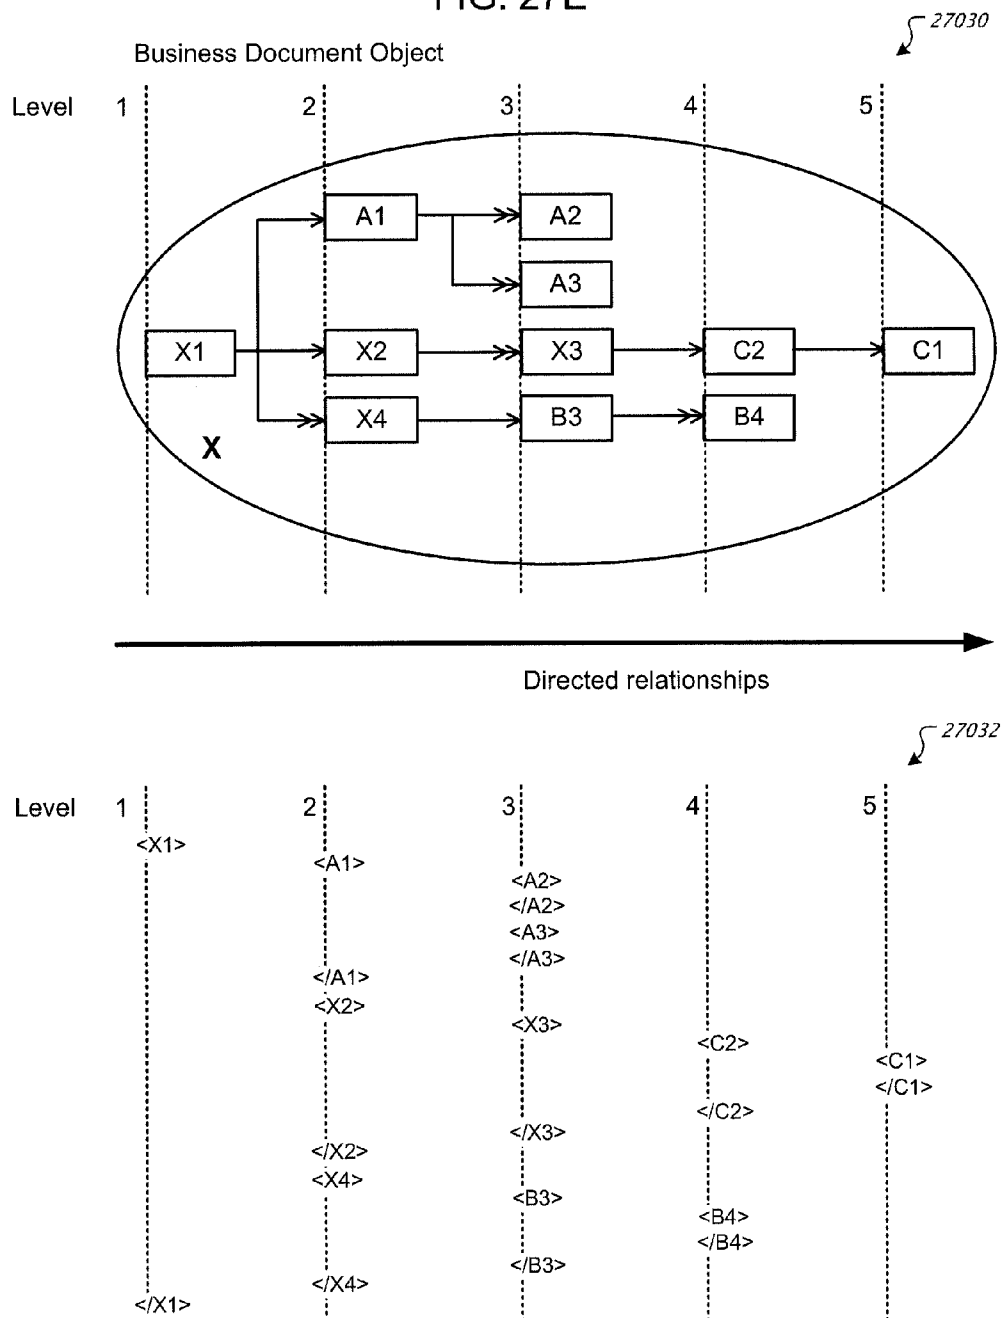 FIG. 27E
27030
Business Document Object
Level 1 2 3 4 5
A1 A2
A3
X1 X2 X3 C2 C1
X4 B3 B4
X
Directed relationships
27032
Level 1 2 3 4 5
<X1>
<A1>
<A2>
</A2>
<A3>
</A3>
</A1>
<X2>
<X3>
<C2>
<C1>
</C1>
</C2>
</X3>
</X2>
<X4>
<B3>
<B4>
</B4>
</B3>
</X4>
</X1>